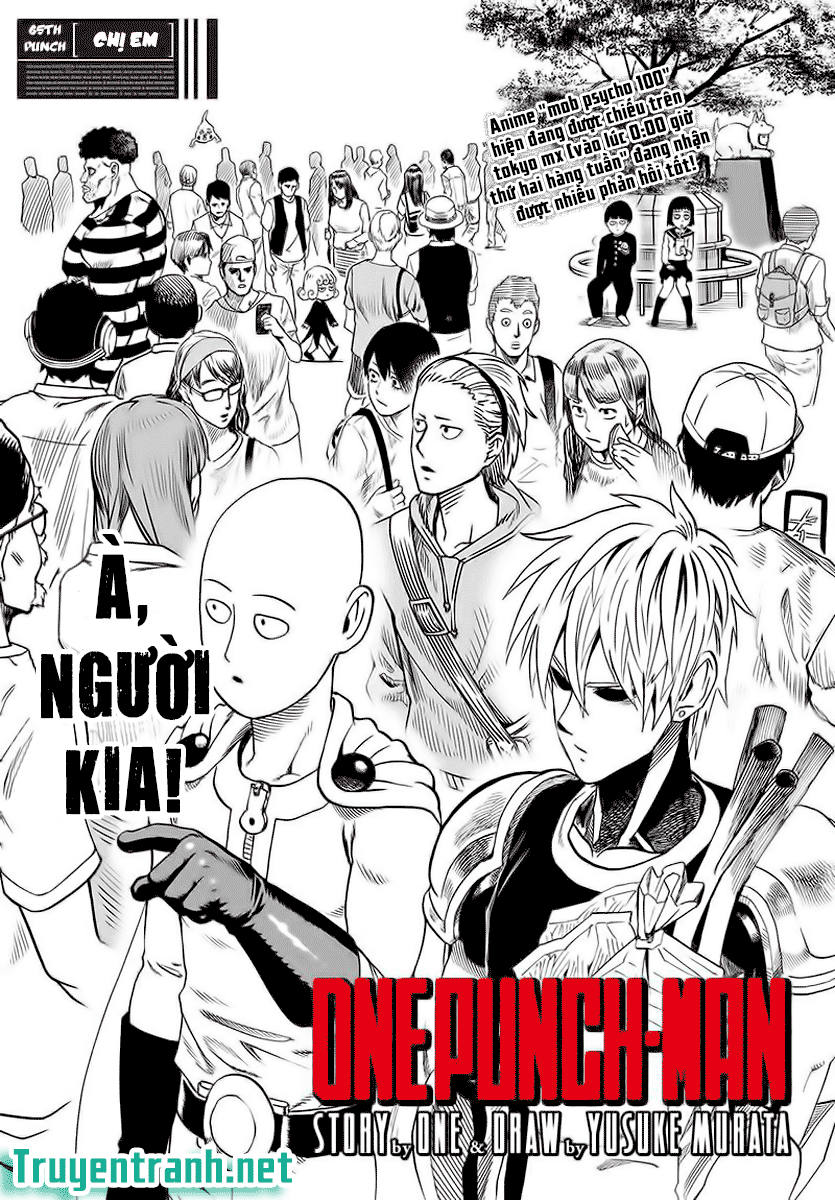 65TH
PUNCH
CHỊ EM
Anime "mob psycho 100"
hiện đang được chiếu trên
tokyo mx (vào lúc 0:00 giờ
thứ hai hàng tuần" đang nhận
được nhiều phản hồi tốt!
À,
NGƯỜI
KIA!
ONEPUNCH-MAN
STORY by ONE & DRAW by YUSUKE MURATA
Truyentranh.net